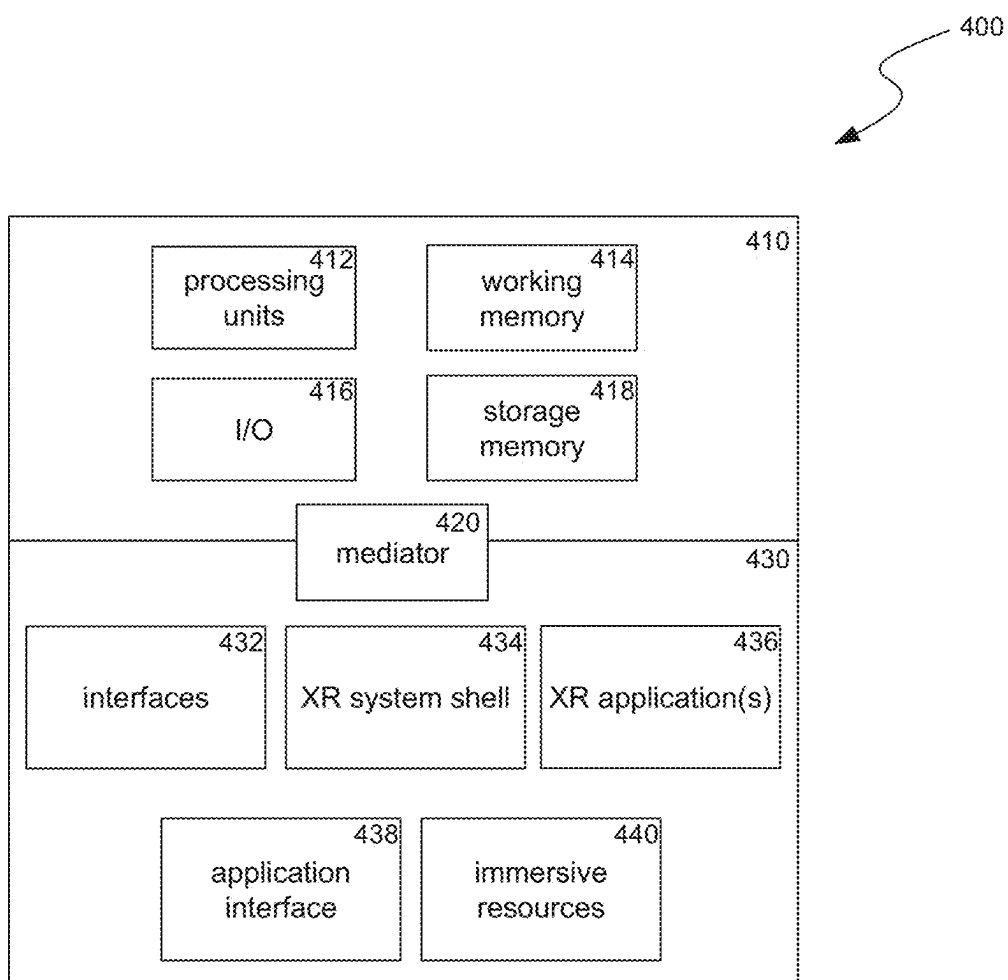 400
410
412
processing
units
414
working
memory
416
I/O
418
storage
memory
420
mediator
430
432
interfaces
434
XR system shell
436
XR application(s)
438
application
interface
440
immersive
resources